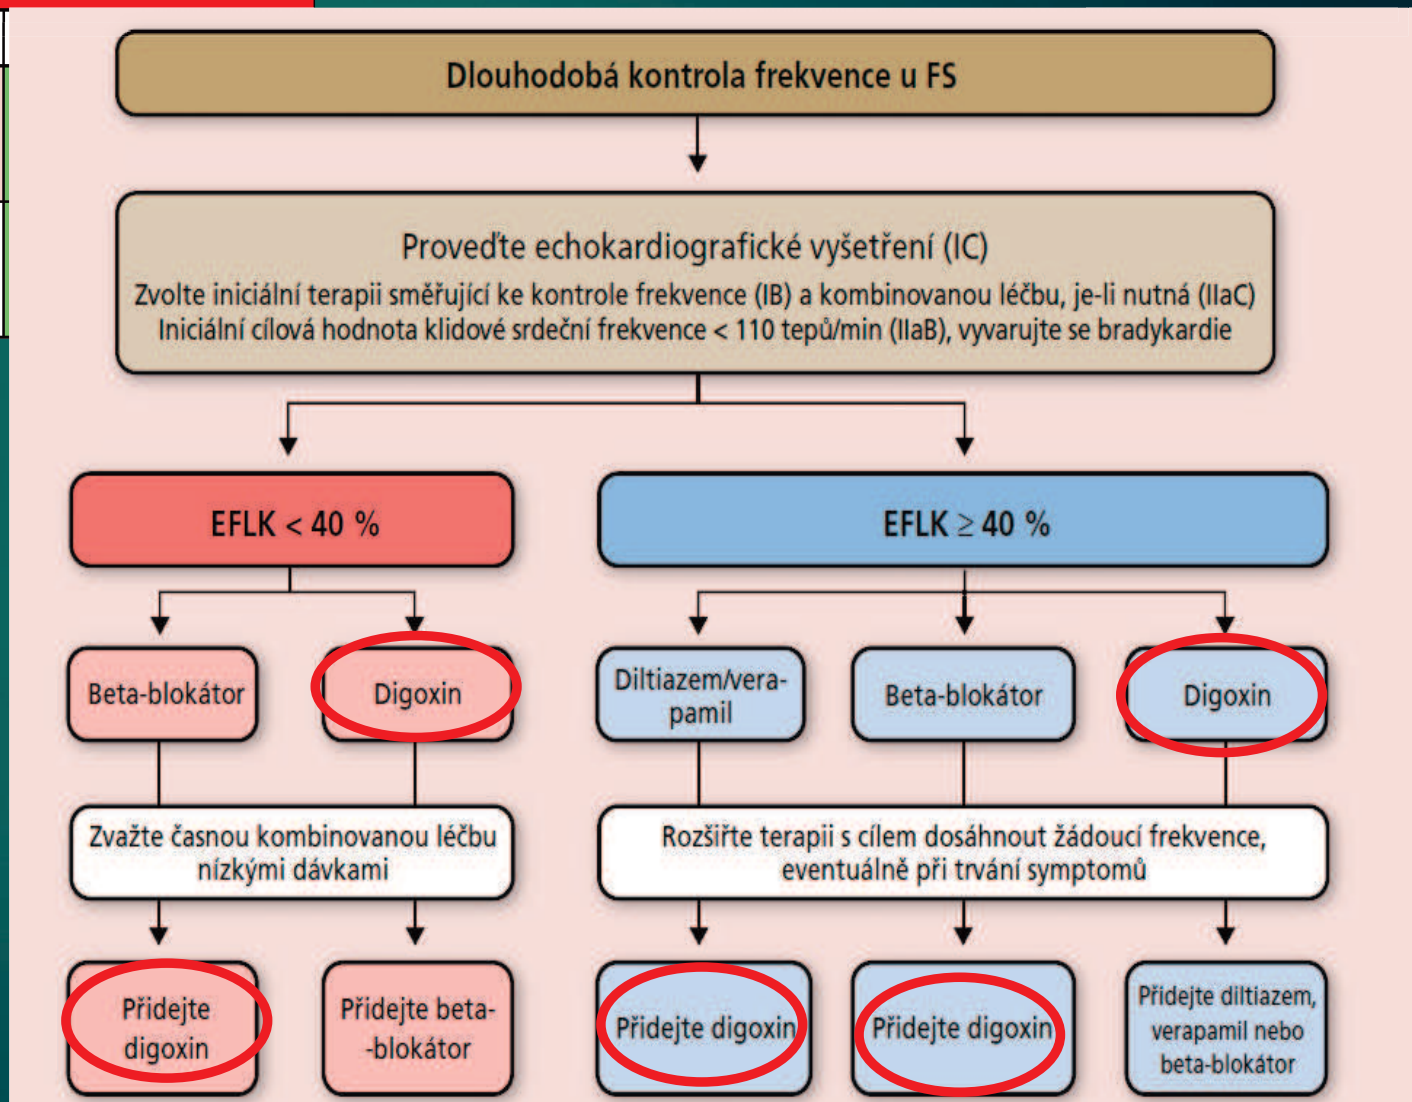 Dlouhodobá kontrola frekvence u FS
Proveďte echokardiografické vyšetření (IC)
Zvolte iniciální terapii směřující ke kontrole frekvence (IB) a kombinovanou léčbu, je-li nutná (IIaC)
Iniciální cílová hodnota klidové srdeční frekvence < 110 tepů/min (IIaB), vyvarujte se bradykardie
EFLK < 40 %
EFLK ≥ 40 %
Beta-blokátor
Digoxin
Diltiazem/vera-
pamil
Beta-blokátor
Digoxin
Zvažte časnou kombinovanou léčbu
nízkými dávkami
Rozšiřte terapii s cílem dosáhnout žádoucí frekvence,
eventuálně při trvání symptomů
Přidejte
digoxin
Přidejte beta-
-blokátor
Přidejte digoxin
Přidejte digoxin
Přidejte diltiazem,
verapamil nebo
beta-blokátor